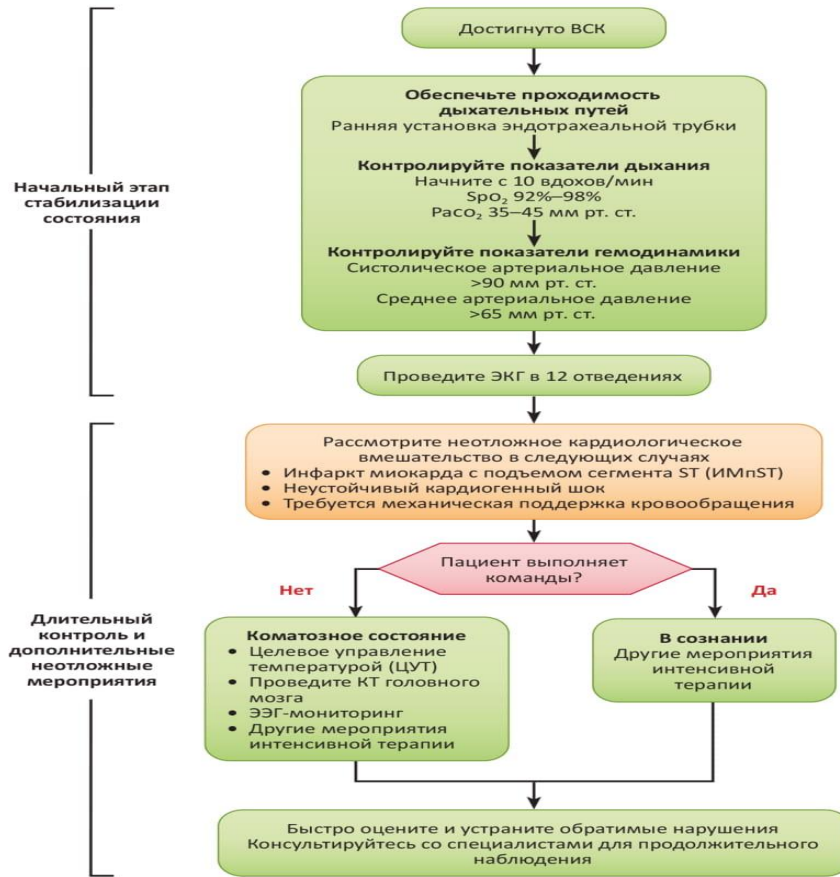 Достигнуто ВСК
Обеспечьте проходимость
дыхательных путей
Ранняя установка эндотрахеальной трубки
Контролируйте показатели дыхания
Начните с 10 вдохов/мин
Spo₂ 92%–98%
Paco₂ 35–45 мм рт. ст.
Контролируйте показатели гемодинамики
Систолическое артериальное давление
>90 мм рт. ст.
Среднее артериальное давление
>65 мм рт. ст.
Начальный этап
стабилизации
состояния
Проведите ЭКГ в 12 отведениях
Рассмотрите неотложное кардиологическое
вмешательство в следующих случаях
• Инфаркт миокарда с подъемом сегмента ST (ИМпST)
• Неустойчивый кардиогенный шок
• Требуется механическая поддержка кровообращения
Пациент выполняет
команды?
Нет
Да
Длительный
контроль и
дополнительные
неотложные
мероприятия
Коматозное состояние
• Целевое управление
температурой (ЦУТ)
• Проведите КТ головного
мозга
• ЭЭГ-мониторинг
• Другие мероприятия
интенсивной терапии
В сознании
Другие мероприятия
интенсивной
терапии
Быстро оцените и устраните обратимые нарушения
Консультируйтесь со специалистами для продолжительного
наблюдения